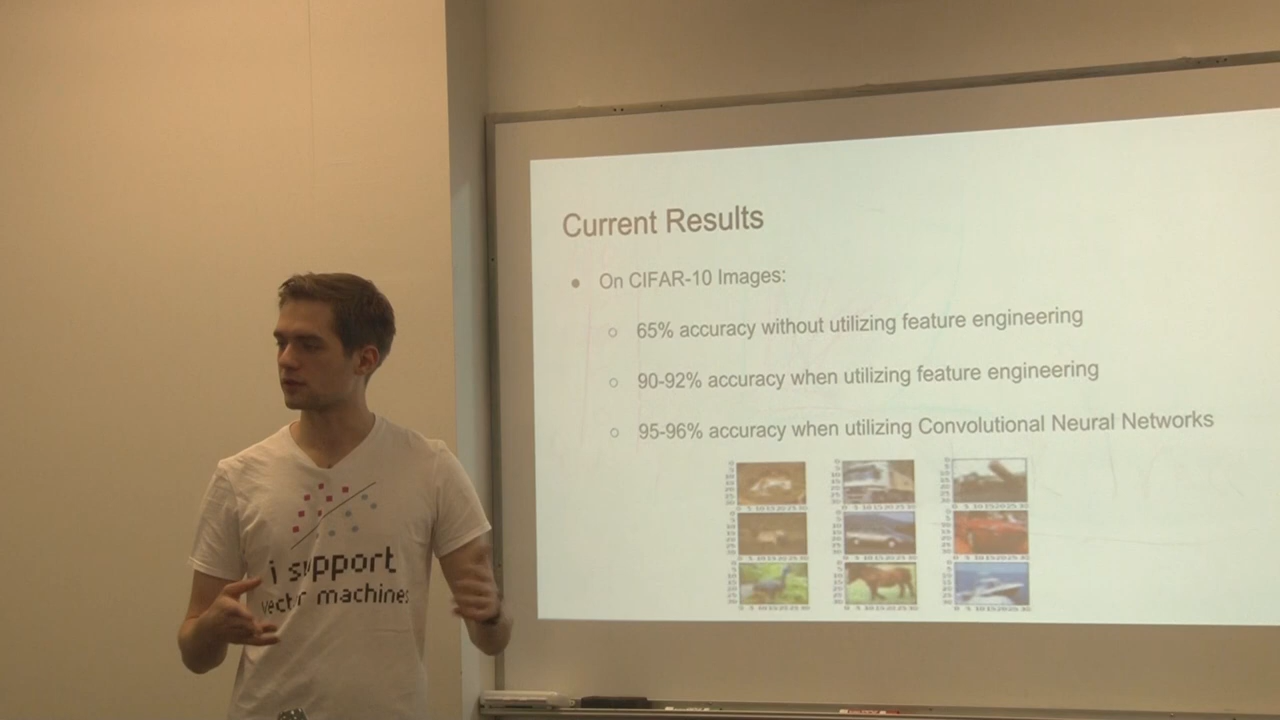 Current Results
● On CIFAR-10 Images:
○ 65% accuracy without utilizing feature engineering
○ 90-92% accuracy when utilizing feature engineering
○ 95-96% accuracy when utilizing Convolutional Neural Networks
i support
vector machines